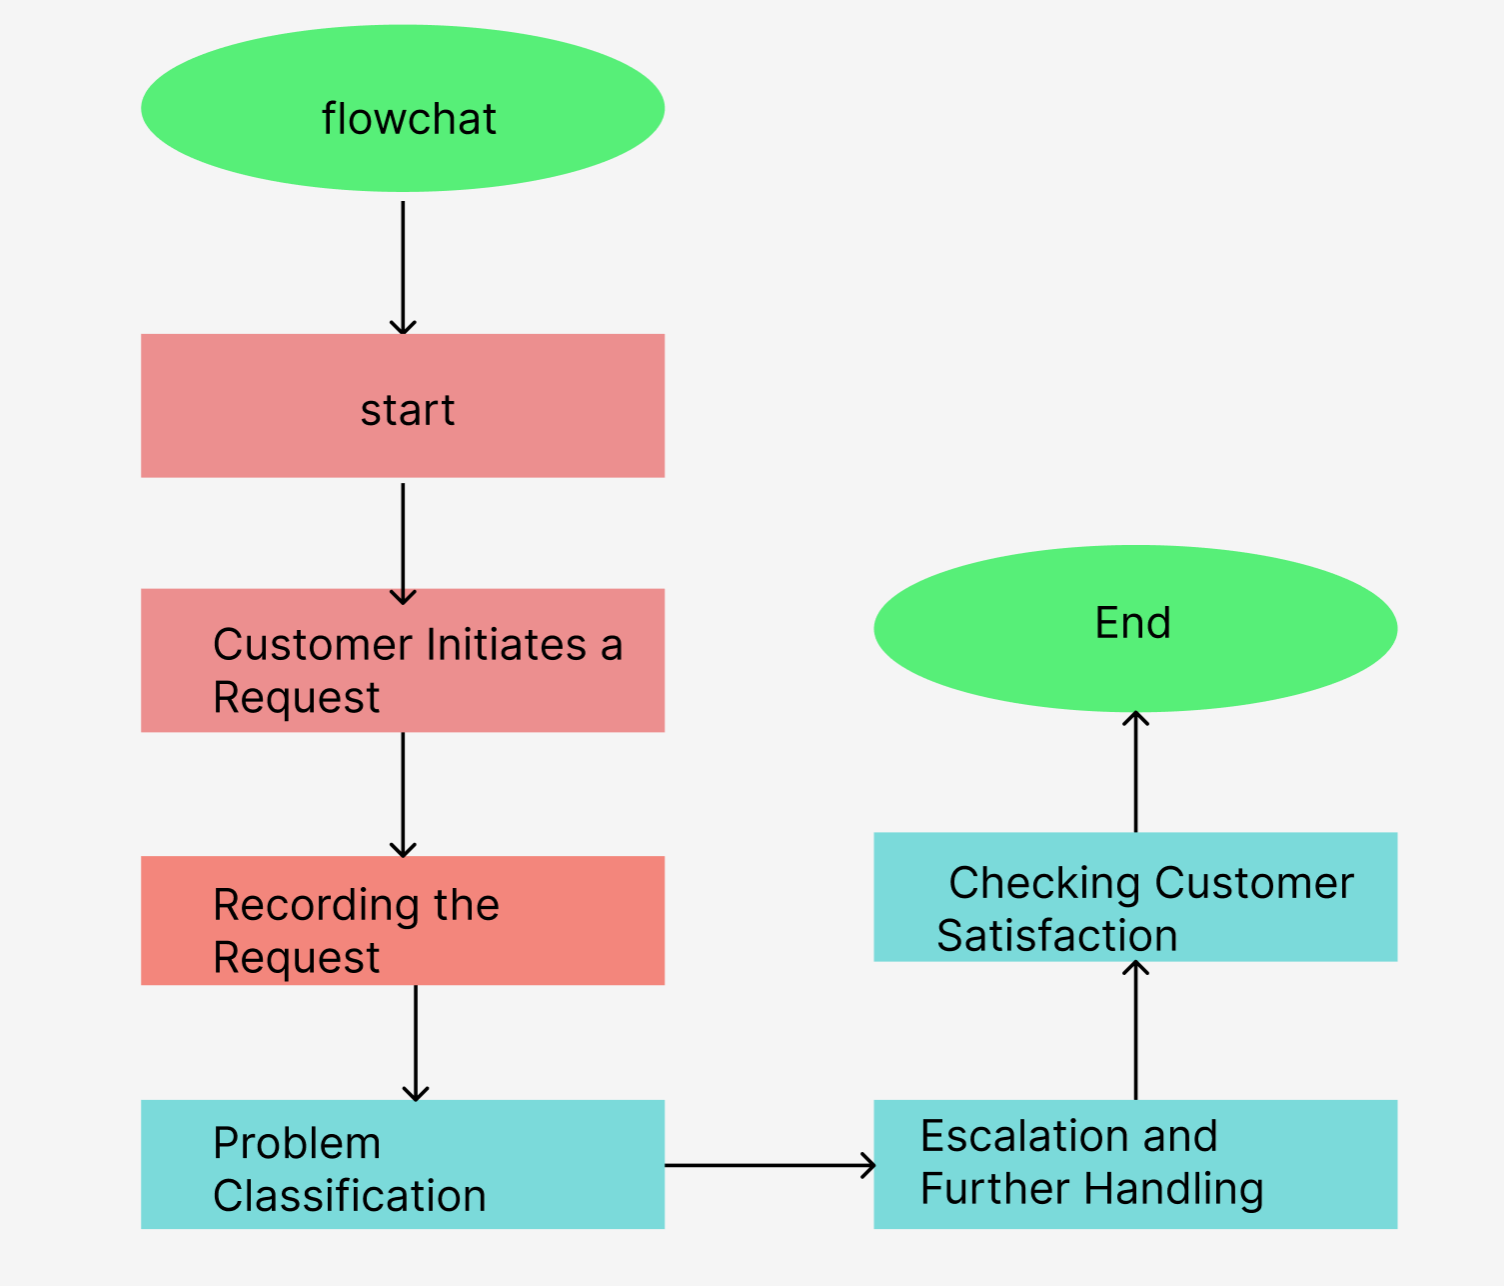 flowchat
start
Customer Initiates a
Request
Recording the
Request
Problem
Classification
Escalation and
Further Handling
Checking Customer
Satisfaction
End